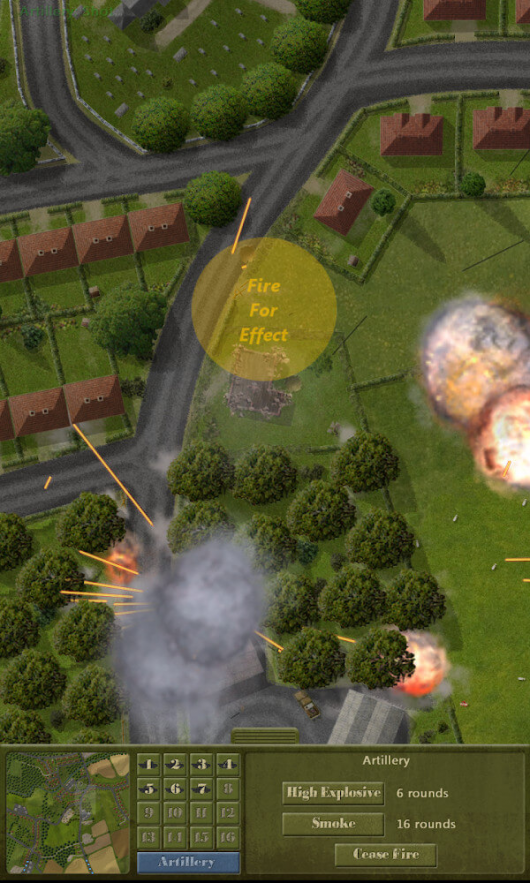 Fire
For
Effect
1 2 3 4
5 6 7 8
9 10 11 12
13 14 15 16
Artillery
Artillery
High Explosive 6 rounds
Smoke 16 rounds
Cease Fire